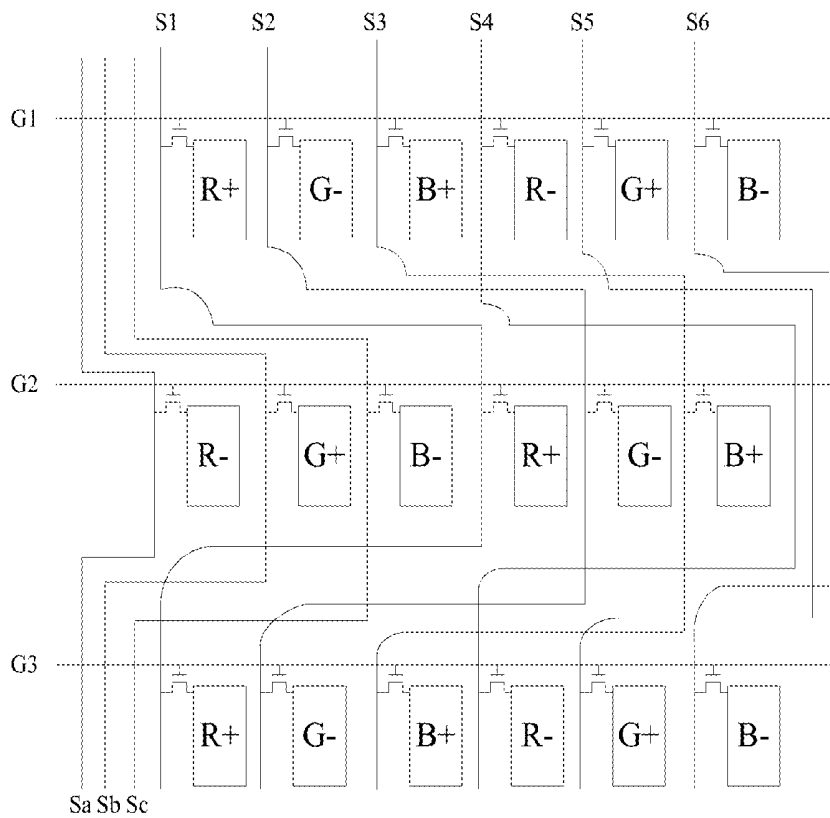 S1 S2 S3 S4 S5 S6
G1
R+ G- B+ R- G+ B-
G2
R- G+ B- R+ G- B+
G3
R+ G- B+ R- G+ B-
Sa Sb Sc